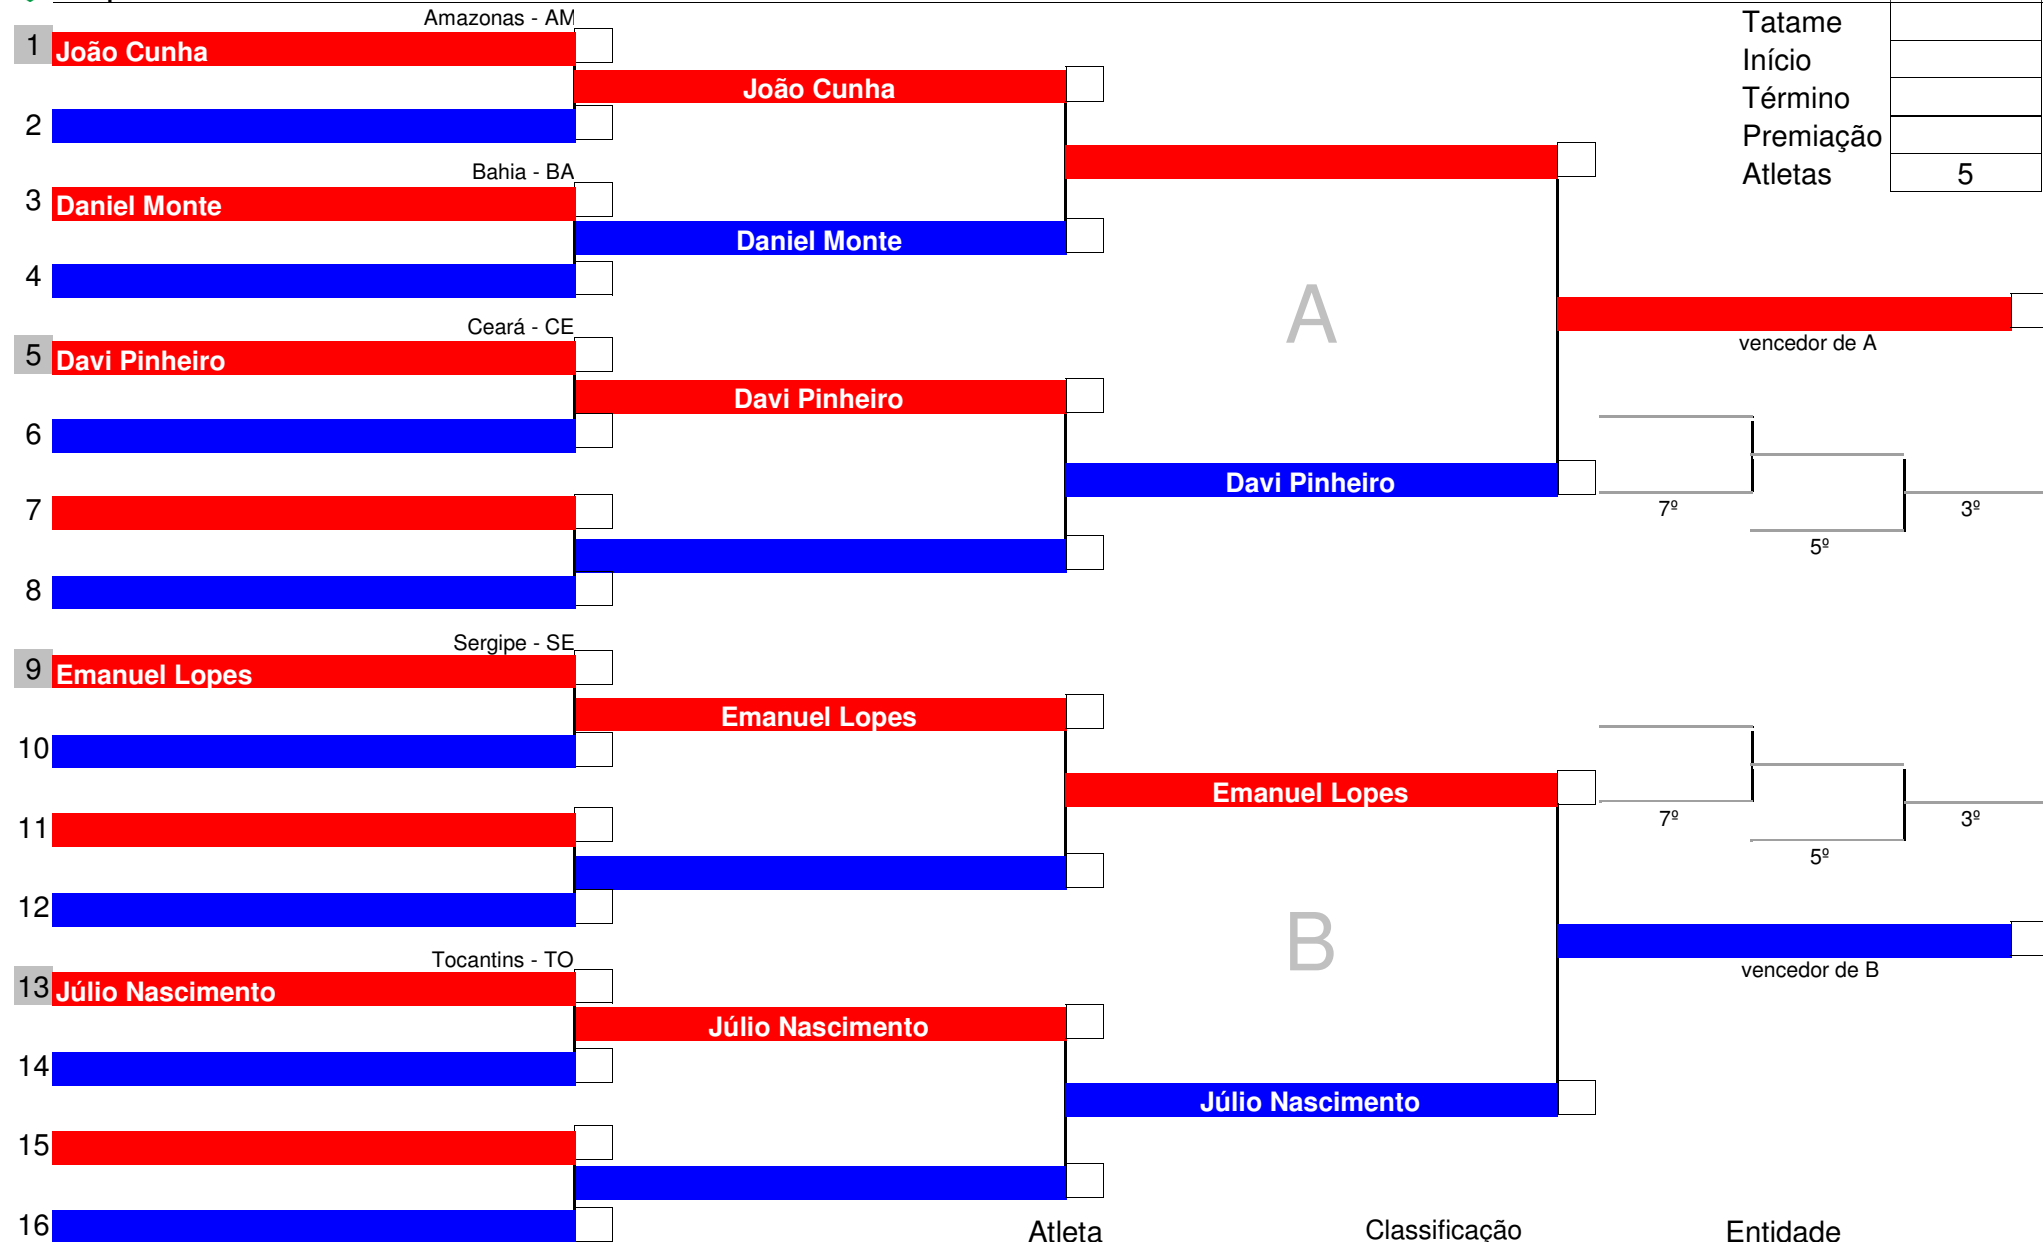 Amazonas - AM
Tatame
1 João Cunha
Início
João Cunha
Término
2
Premiação
Bahia - BA
Atletas 5
3 Daniel Monte
Daniel Monte
4
A
Ceará - CE
vencedor de A
5 Davi Pinheiro
Davi Pinheiro
6
Davi Pinheiro
7
7º 3º
5º
8
Sergipe - SE
9 Emanuel Lopes
Emanuel Lopes
10
Emanuel Lopes
11
7º 3º
5º
12
B
Tocantins - TO
vencedor de B
13 Júlio Nascimento
Júlio Nascimento
14
Júlio Nascimento
15
16
Atleta Classificação Entidade